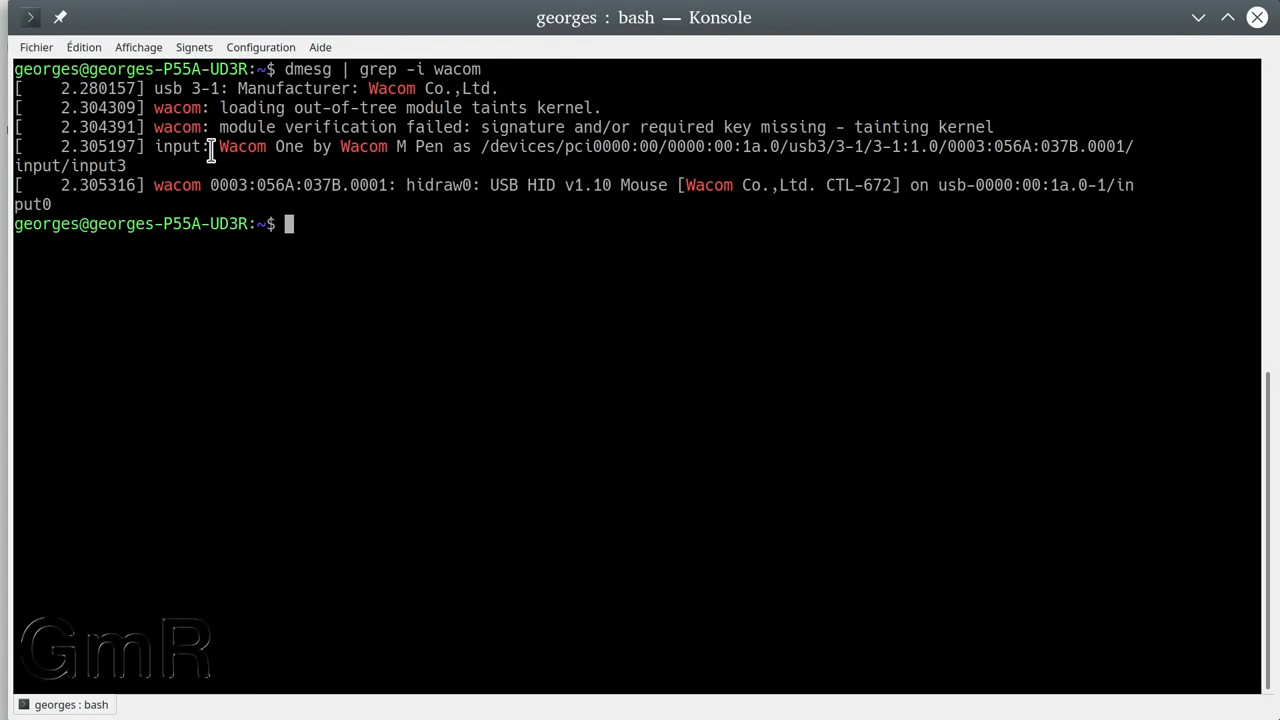 georges : bash — Konsole
Fichier Édition Affichage Signets Configuration Aide
georges@georges-P55A-UD3R:~$ dmesg | grep -i wacom
[    2.280157] usb 3-1: Manufacturer: Wacom Co.,Ltd.
[    2.304309] wacom: loading out-of-tree module taints kernel.
[    2.304391] wacom: module verification failed: signature and/or required key missing - tainting kernel
[    2.305197] input: Wacom One by Wacom M Pen as /devices/pci0000:00/0000:00:1a.0/usb3/3-1/3-1:1.0/0003:056A:037B.0001/
input/input3
[    2.305316] wacom 0003:056A:037B.0001: hidraw0: USB HID v1.10 Mouse [Wacom Co.,Ltd. CTL-672] on usb-0000:00:1a.0-1/in
put0
georges@georges-P55A-UD3R:~$
GmR
georges : bash